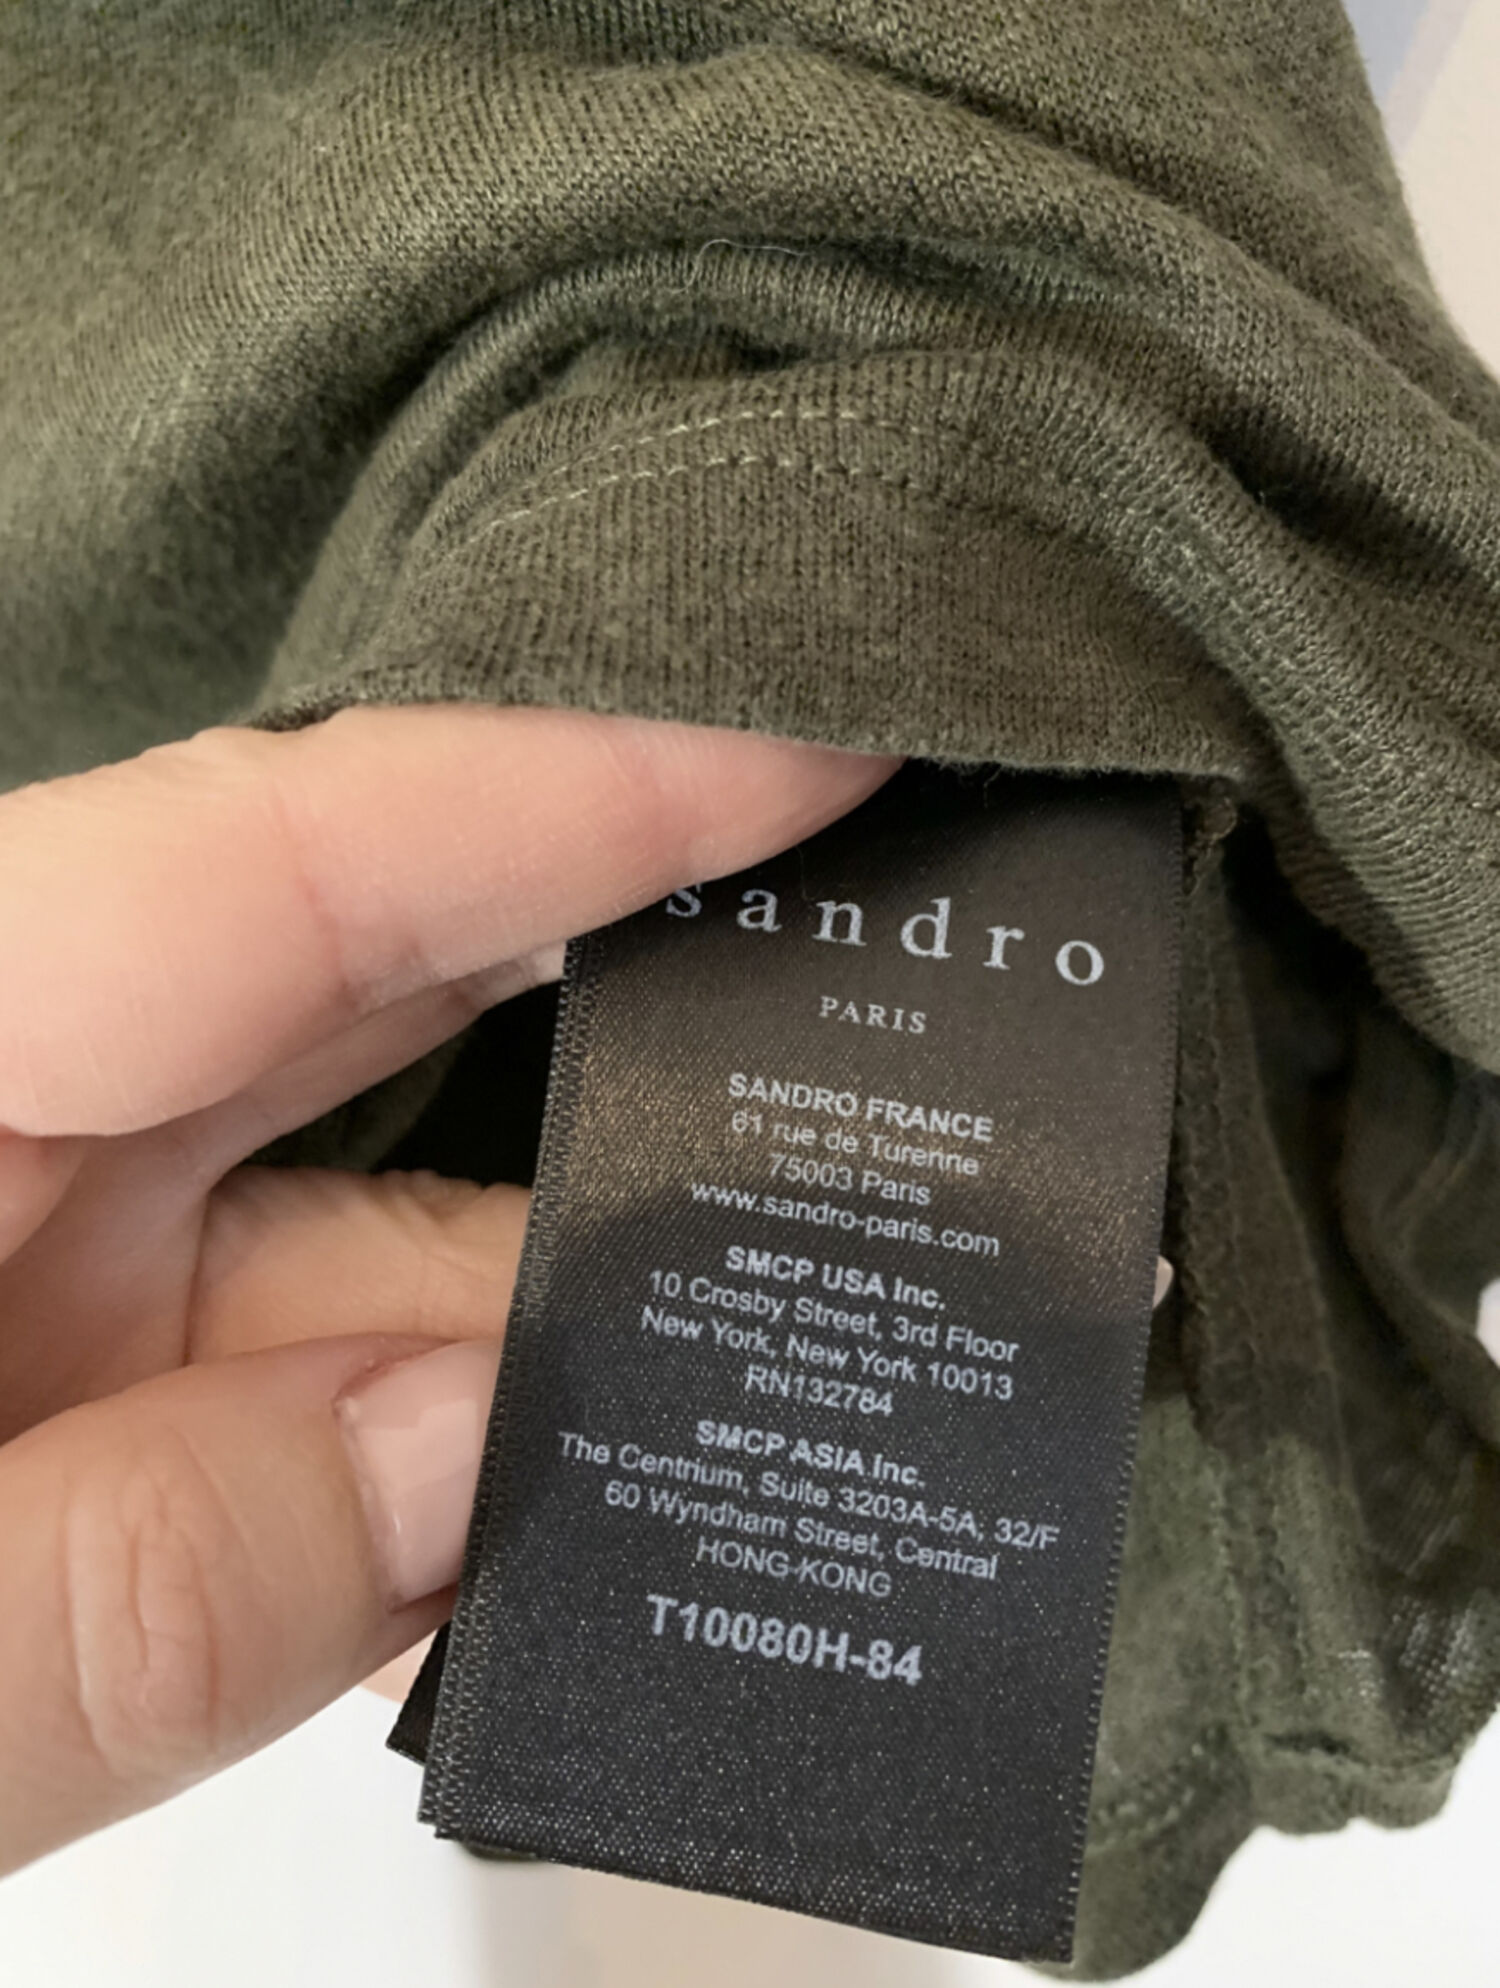 sandro
PARIS
SANDRO FRANCE
61 rue de Turenne
75003 Paris
www.sandro-paris.com
SMCP USA Inc.
10 Crosby Street, 3rd Floor
New York, New York 10013
RN132784
SMCP ASIA Inc.
The Centrium, Suite 3203A-5A, 32/F
60 Wyndham Street, Central
HONG-KONG
T10080H-84